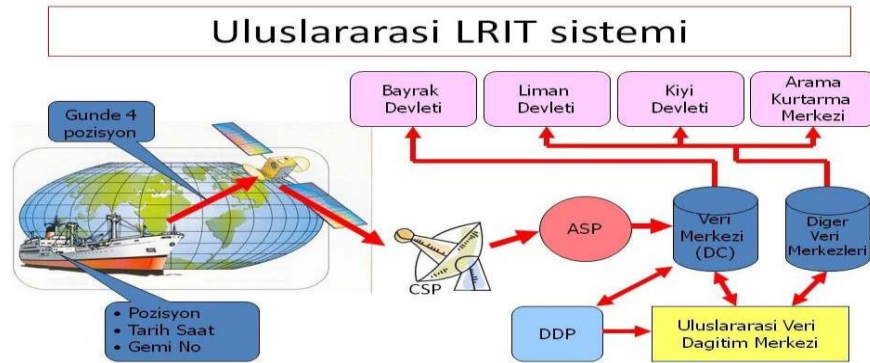 Uluslararasi LRIT sistemi
Gunde 4
pozisyon
Bayrak
Devleti
Liman
Devleti
Kiyi
Devleti
Arama
Kurtarma
Merkezi
CSP
ASP
Veri
Merkezi
(DC)
Diger
Veri
Merkezleri
• Pozisyon
• Tarih Saat
• Gemi No
DDP
Uluslararasi Veri
Dagitim Merkezi